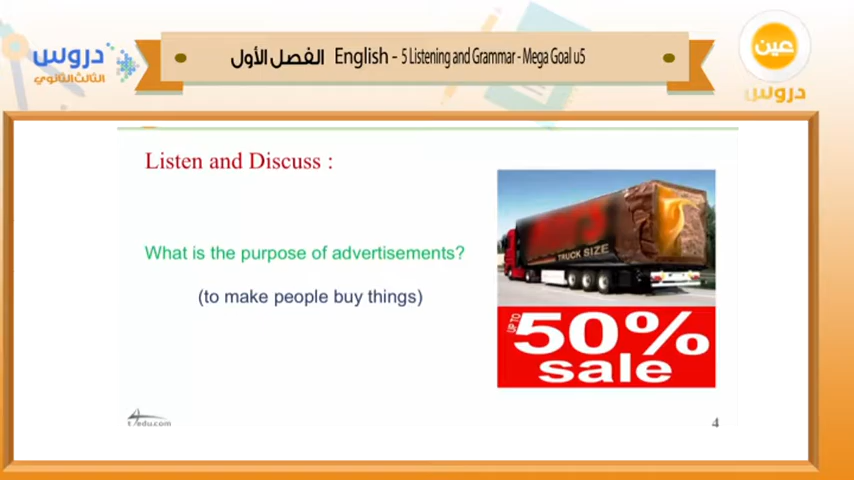 دروس
الثالث الثانوي
English - 5 Listening and Grammar - Mega Goal u5 الفصل الأول
عين
دروس
Listen and Discuss :
What is the purpose of advertisements?
(to make people buy things)
TRUCK SIZE
UP TO
50%
sale
edu.com
4